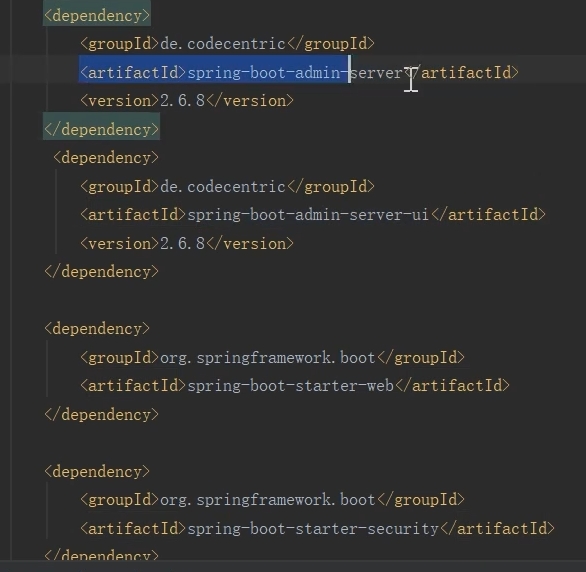 <dependency>
<groupId>de.codecentric</groupId>
<artifactId>spring-boot-admin-server</artifactId>
<version>2.6.8</version>
</dependency>
<dependency>
<groupId>de.codecentric</groupId>
<artifactId>spring-boot-admin-server-ui</artifactId>
<version>2.6.8</version>
</dependency>
<dependency>
<groupId>org.springframework.boot</groupId>
<artifactId>spring-boot-starter-web</artifactId>
</dependency>
<dependency>
<groupId>org.springframework.boot</groupId>
<artifactId>spring-boot-starter-security</artifactId>
</dependency>